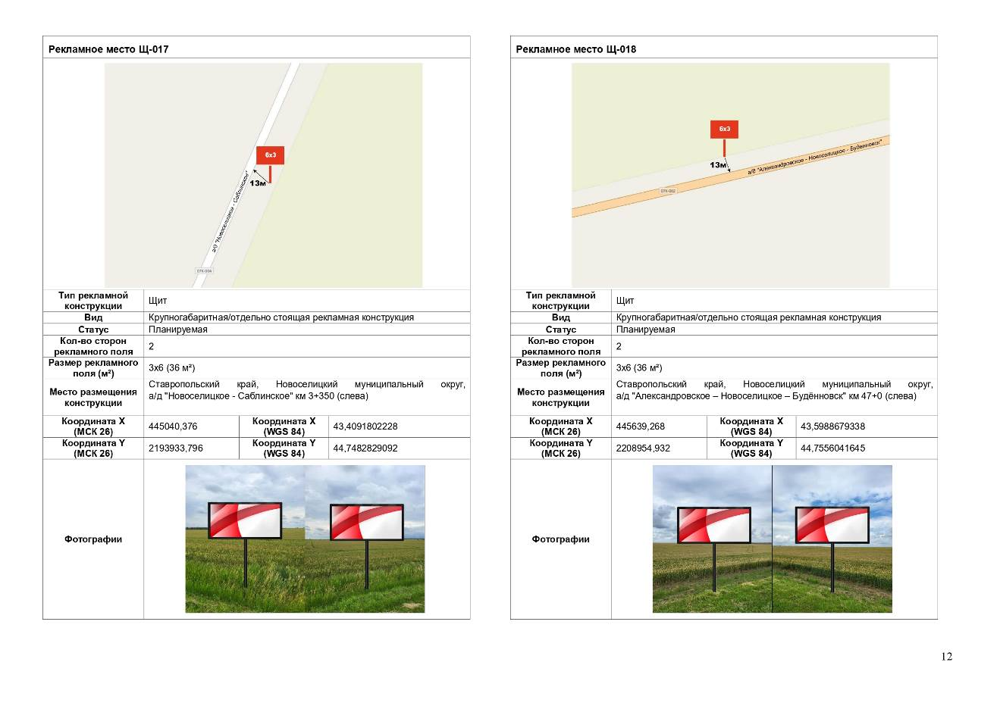 Рекламное место Щ-017
6х3
13м
а/д "Новоселицкое - Саблинское"
07К-004
Тип рекламной
конструкции
Щит
Вид
Крупногабаритная/отдельно стоящая рекламная конструкция
Статус
Планируемая
Кол-во сторон
рекламного поля
2
Размер рекламного
поля (м²)
3х6 (36 м²)
Место размещения
конструкции
Ставропольский край, Новоселицкий муниципальный округ,
а/д "Новоселицкое - Саблинское" км 3+350 (слева)
Координата X
(МСК 26)
445040,376
Координата X
(WGS 84)
43,4091802228
Координата Y
(МСК 26)
2193933,796
Координата Y
(WGS 84)
44,7482829092
Фотографии
Рекламное место Щ-018
6х3
13м
а/д "Александровское - Новоселицкое - Будённовск"
07К-002
Тип рекламной
конструкции
Щит
Вид
Крупногабаритная/отдельно стоящая рекламная конструкция
Статус
Планируемая
Кол-во сторон
рекламного поля
2
Размер рекламного
поля (м²)
3х6 (36 м²)
Место размещения
конструкции
Ставропольский край, Новоселицкий муниципальный округ,
а/д "Александровское – Новоселицкое – Будённовск" км 47+0 (слева)
Координата X
(МСК 26)
445639,268
Координата X
(WGS 84)
43,5988679338
Координата Y
(МСК 26)
2208954,932
Координата Y
(WGS 84)
44,7556041645
Фотографии
12